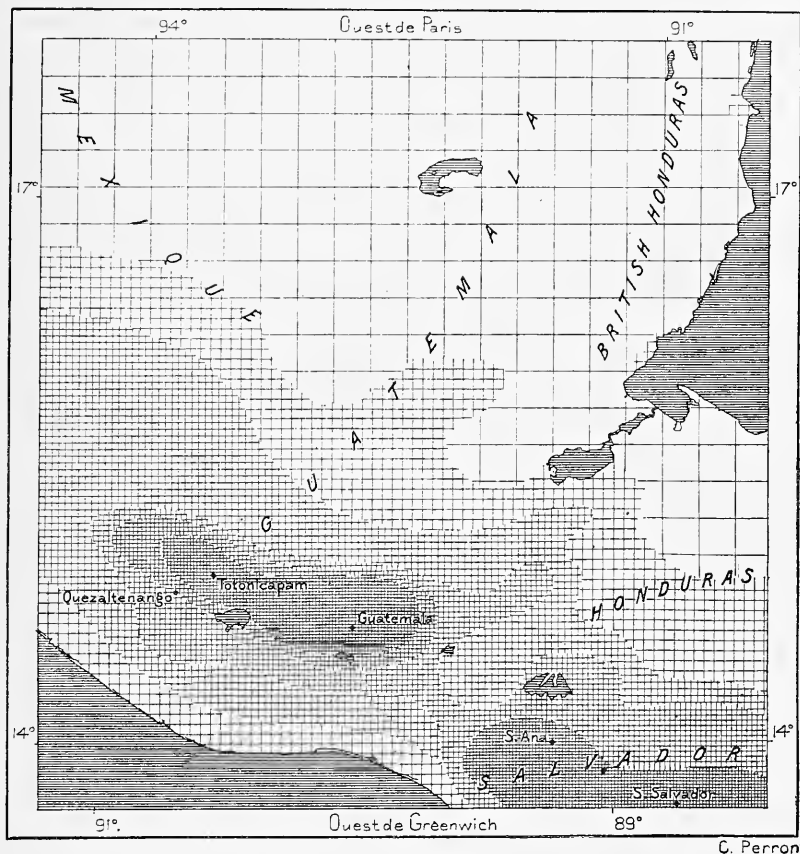 94° Ouest de Paris 91°
MEXIQUE
GUATEMALA
BRITISH HONDURAS
17° 17°
HONDURAS
Totonicapam
Quezaltenango
Guatemala
14° 14°
S. Ana
SALVADOR
S. Salvador
91° Ouest de Greenwich 89°
C. Perron